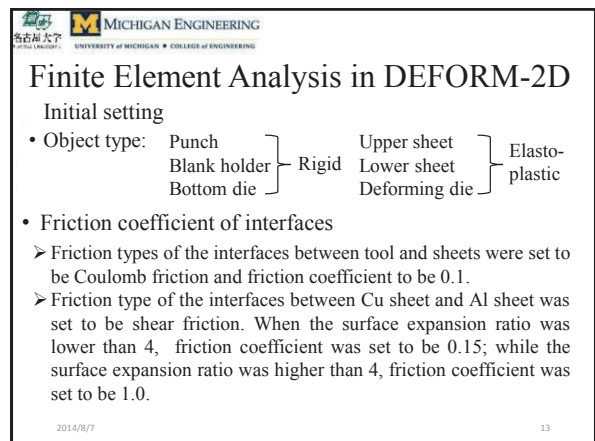 名古屋大学
MICHIGAN ENGINEERING
UNIVERSITY of MICHIGAN ■ COLLEGE of ENGINEERING
Finite Element Analysis in DEFORM-2D
Initial setting
• Object type: Punch Upper sheet
Blank holder Rigid Lower sheet Elasto-
Bottom die Deforming die plastic
• Friction coefficient of interfaces
➢ Friction types of the interfaces between tool and sheets were set to
be Coulomb friction and friction coefficient to be 0.1.
➢ Friction type of the interfaces between Cu sheet and Al sheet was
set to be shear friction. When the surface expansion ratio was
lower than 4, friction coefficient was set to be 0.15; while the
surface expansion ratio was higher than 4, friction coefficient was
set to be 1.0.
2014/8/7 13